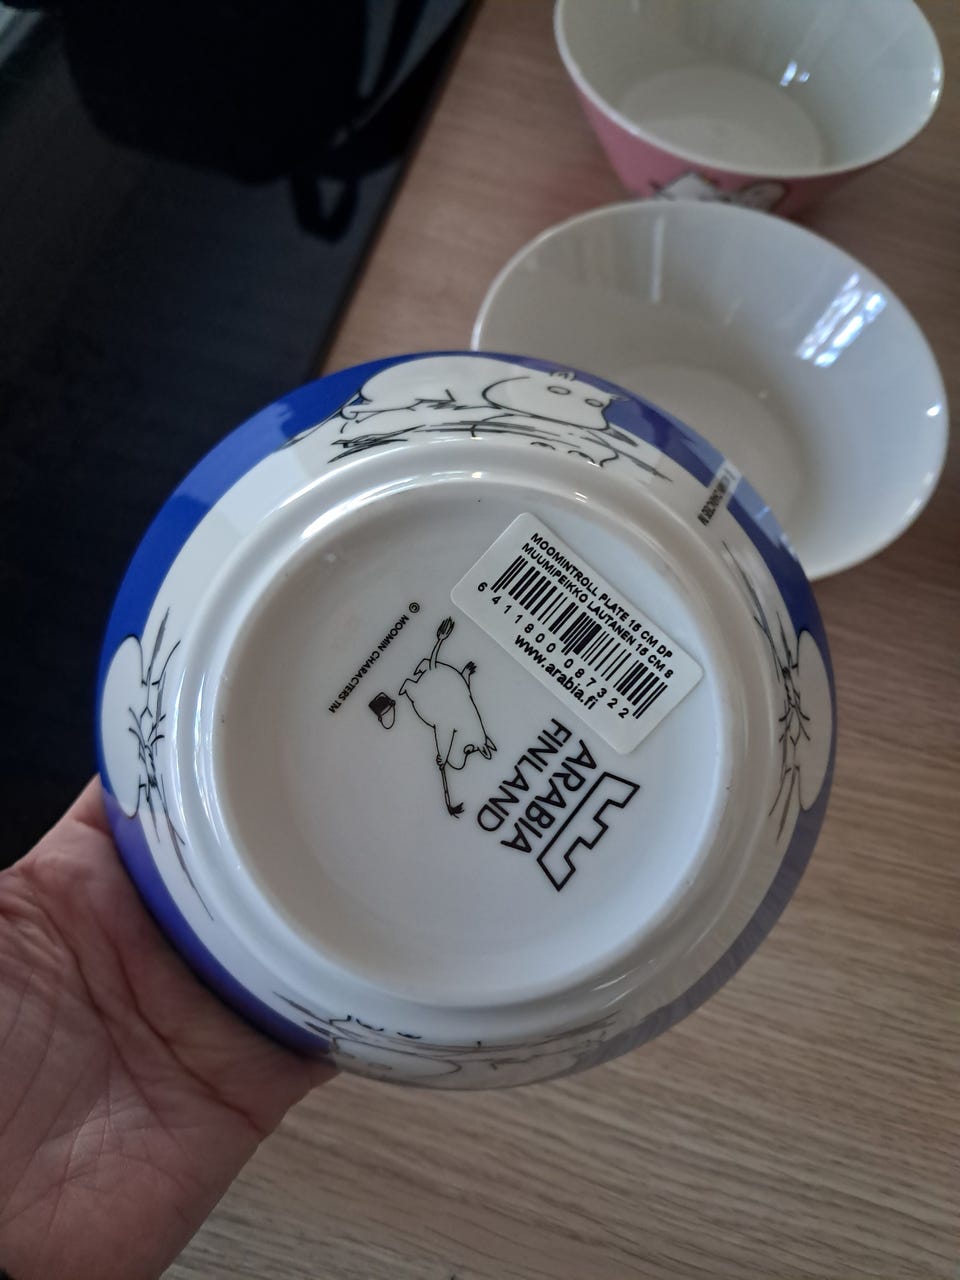 MOOMINTROLL PLATE 15 CM DP
MUUMIPEIKKO LAUTANEN 15 CM S
6 411800 087322
www.arabia.fi
ARABIA
FINLAND
© MOOMIN CHARACTERS TM